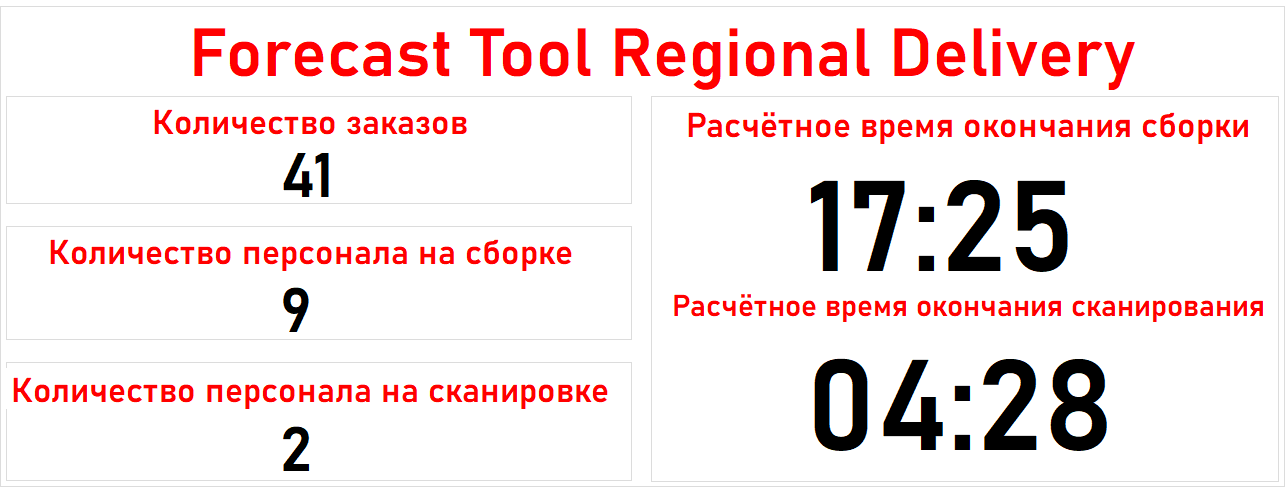 Forecast Tool Regional Delivery
Количество заказов
41
Количество персонала на сборке
9
Количество персонала на сканировке
2
Расчётное время окончания сборки
17:25
Расчётное время окончания сканирования
04:28